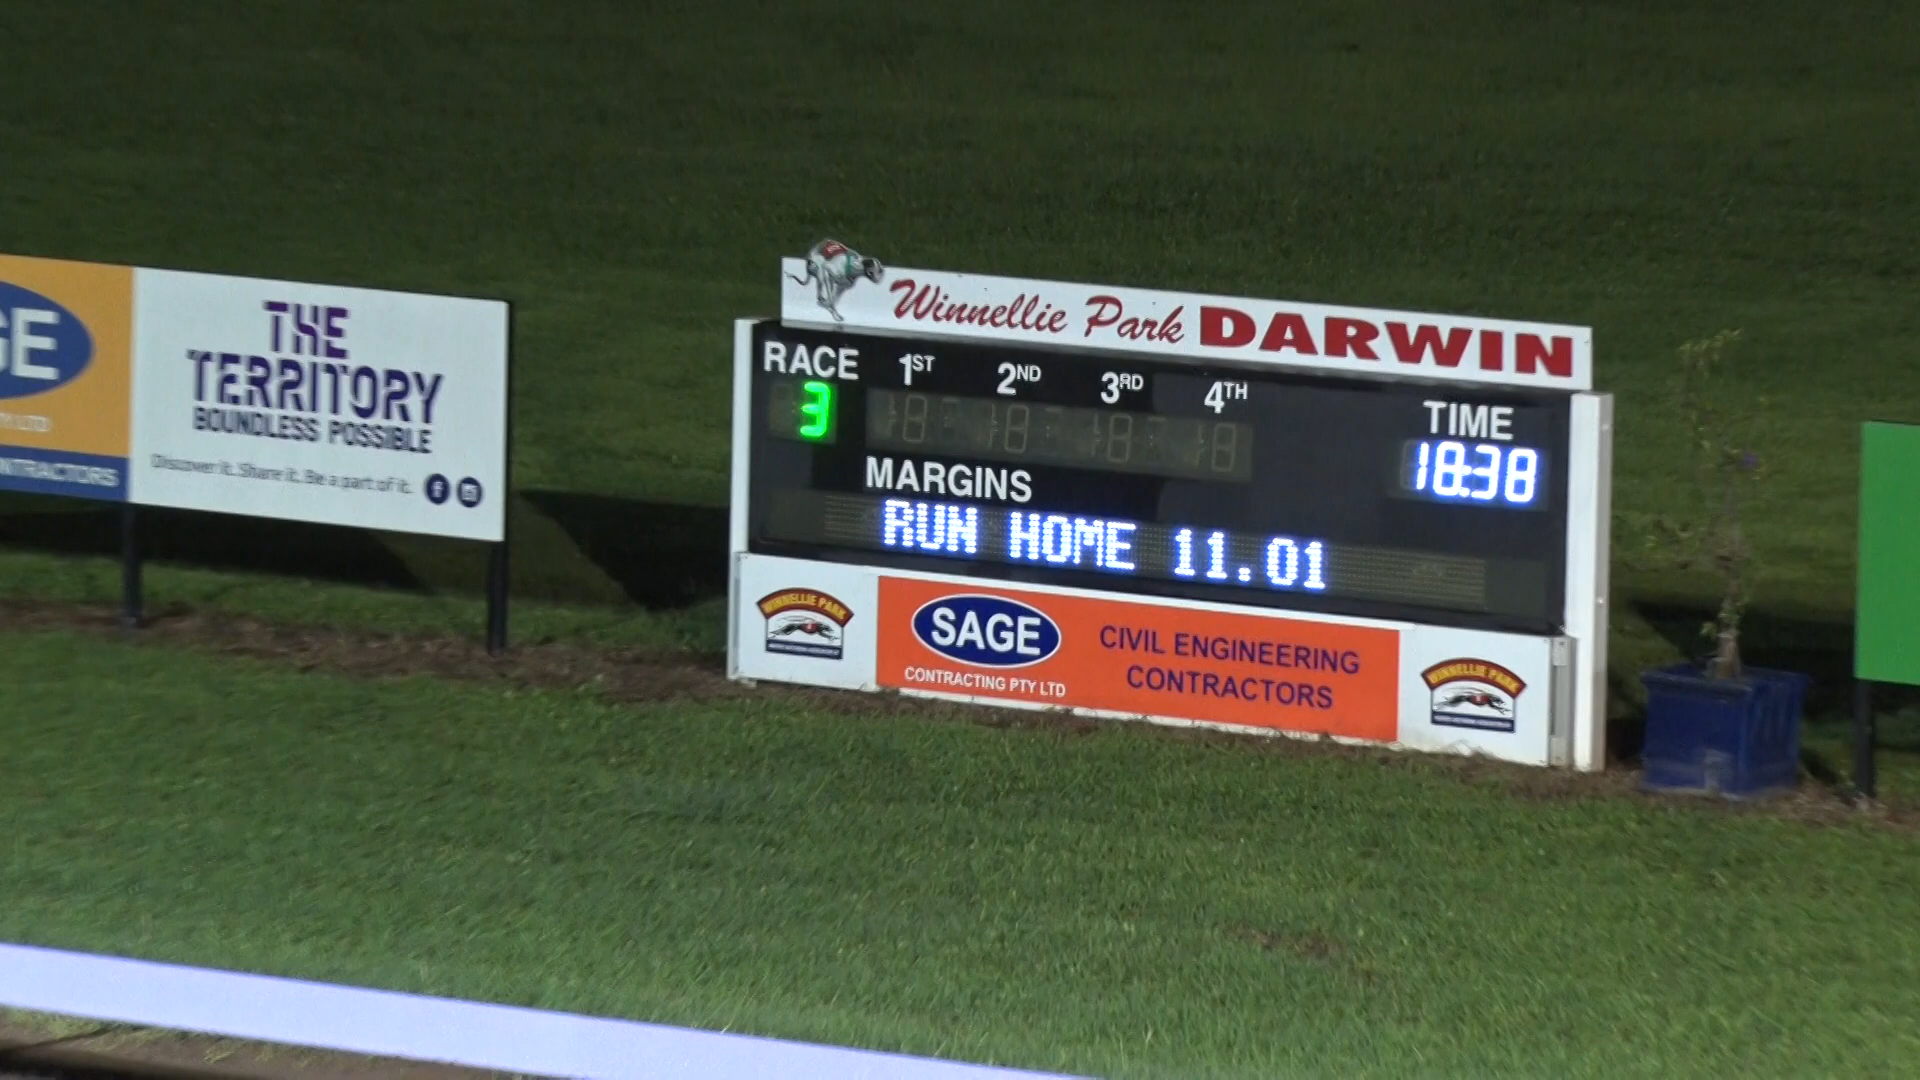 GE
CONTRACTORS
THE
TERRITORY
BOUNDLESS POSSIBLE
Discover it. Share it. Be a part of it.
Winnellie Park DARWIN
RACE 1ST 2ND 3RD 4TH TIME
3 18:38
MARGINS
RUN HOME 11.01
WINNELLIE PARK
SAGE
CONTRACTING PTY LTD
CIVIL ENGINEERING
CONTRACTORS
WINNELLIE PARK